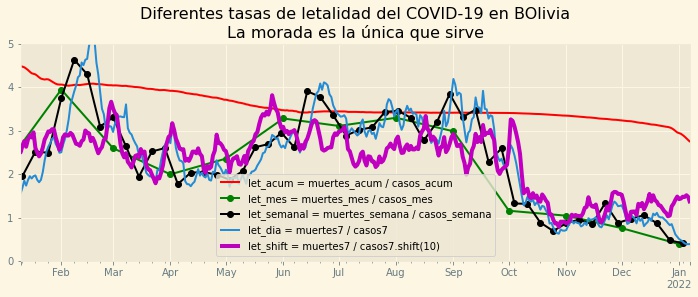 Diferentes tasas de letalidad del COVID-19 en BOlivia
La morada es la única que sirve
5
4
3
2
1
0
let_acum = muertes_acum / casos_acum
let_mes = muertes_mes / casos_mes
let_semanal = muertes_semana / casos_semana
let_dia = muertes7 / casos7
let_shift = muertes7 / casos7.shift(10)
Feb Mar Apr May Jun Jul Aug Sep Oct Nov Dec Jan
2022